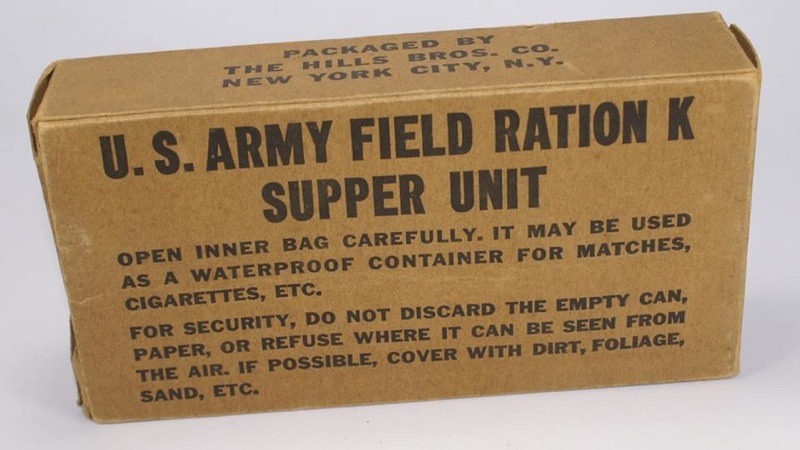 PACKAGED BY
THE HILLS BROS. CO.
NEW YORK CITY, N.Y.
U. S. ARMY FIELD RATION K
SUPPER UNIT
OPEN INNER BAG CAREFULLY. IT MAY BE USED
AS A WATERPROOF CONTAINER FOR MATCHES,
CIGARETTES, ETC.
FOR SECURITY, DO NOT DISCARD THE EMPTY CAN,
PAPER, OR REFUSE WHERE IT CAN BE SEEN FROM
THE AIR. IF POSSIBLE, COVER WITH DIRT, FOLIAGE,
SAND, ETC.